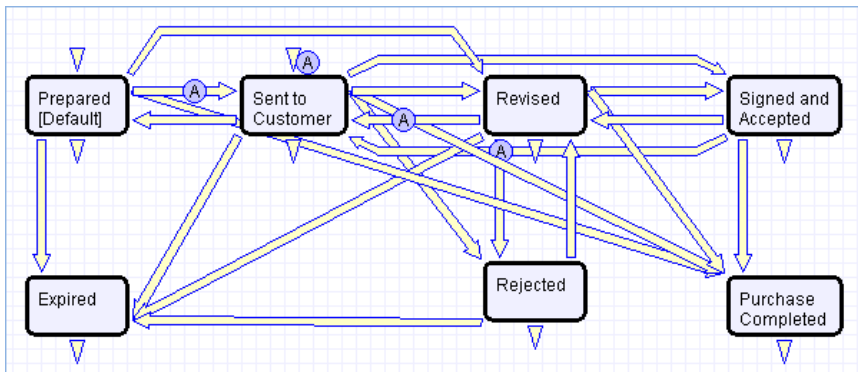 A
Prepared
[Default]
A
Sent to
Customer
A
Revised
Signed and
Accepted
A
Expired
Rejected
Purchase
Completed